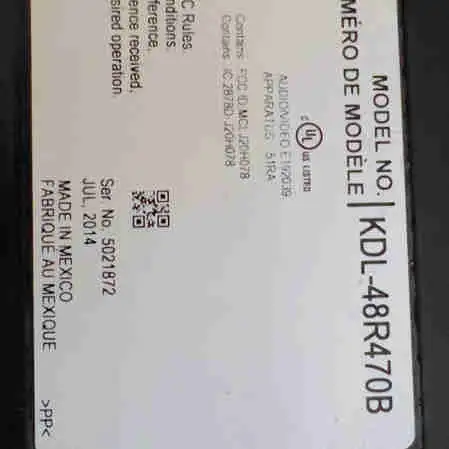 MODEL NO.
MÉRO DE MODÈLE
KDL-48R470B
C UL US LISTED
AUDIO/VIDEO E192039
APPARATUS 51RA
Contains : FCC ID:MCLJ20H078
Contains : IC:2878D-J20H078
C Rules.
nditions.
ference.
ence received,
sired operation.
Ser No. 5021872
JUL, 2014
MADE IN MEXICO
FABRIQUE AU MEXIQUE
>PP<